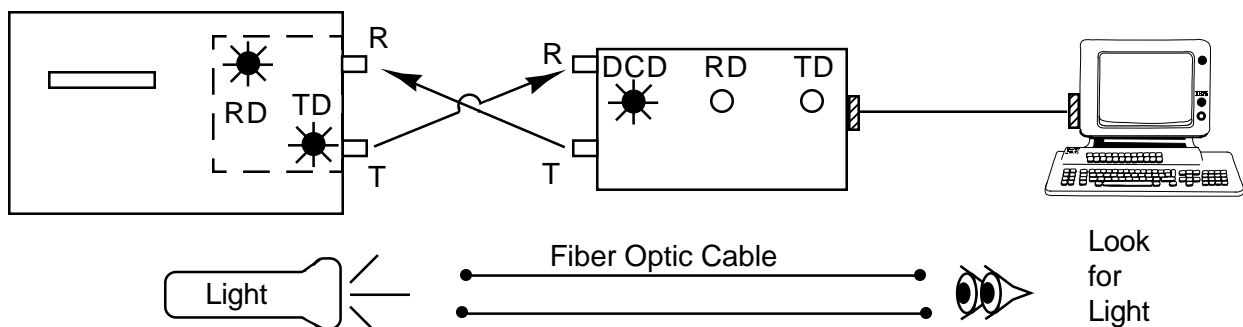 R
RD
TD
T
R
T
DCD RD TD
Fiber Optic Cable
Light
Look
for
Light